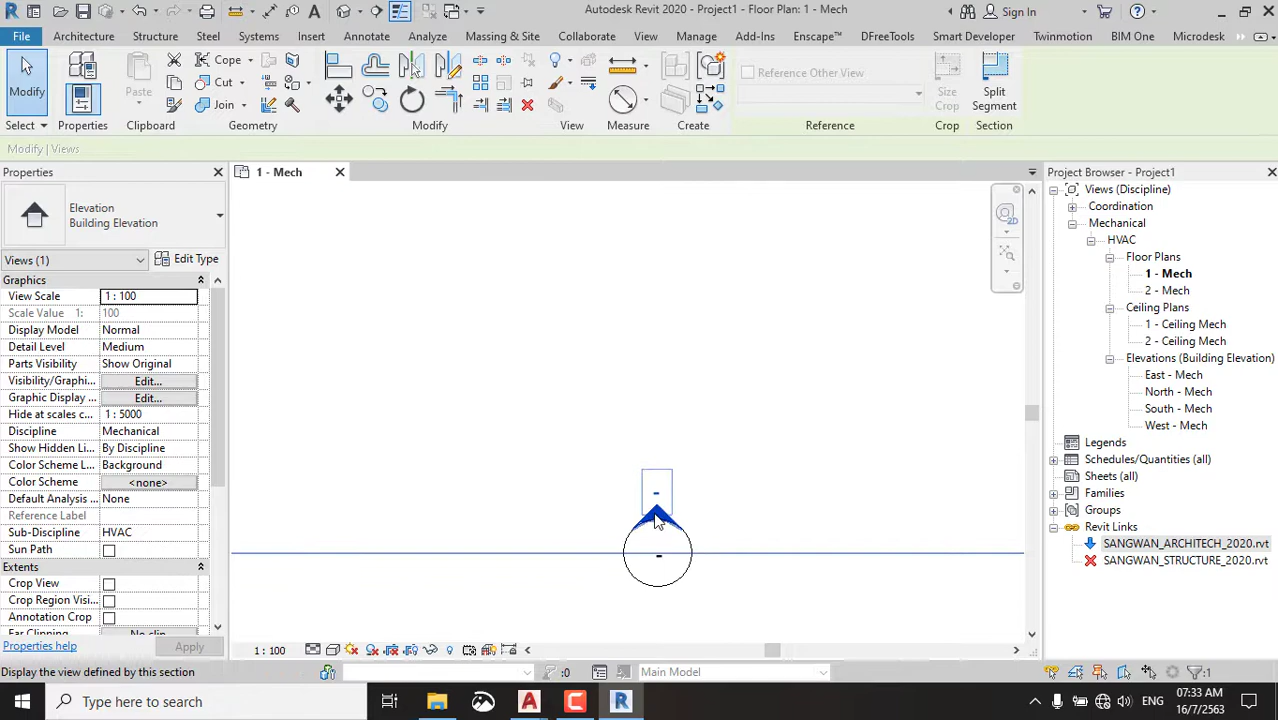 Autodesk Revit 2020 - Project1 - Floor Plan: 1 - Mech
Sign In
File Architecture Structure Steel Systems Insert Annotate Analyze Massing & Site Collaborate View Manage Add-Ins Enscape™ DFreeTools Smart Developer Twinmotion BIM One Microdesk
Modify
Paste
Cope
Cut
Join
Reference Other View
Size
Crop
Split
Segment
Select Properties Clipboard Geometry Modify View Measure Create Reference Crop Section
Modify | Views
Properties
1 - Mech
Project Browser - Project1
Elevation
Building Elevation
Views (1)
Edit Type
Graphics
View Scale 1 : 100
Scale Value 1: 100
Display Model Normal
Detail Level Medium
Parts Visibility Show Original
Visibility/Graphi... Edit...
Graphic Display ... Edit...
Hide at scales c... 1 : 5000
Discipline Mechanical
Show Hidden Li... By Discipline
Color Scheme L... Background
Color Scheme <none>
Default Analysis ... None
Reference Label
Sub-Discipline HVAC
Sun Path
Extents
Crop View
Crop Region Visi...
Annotation Crop
Far Clipping No clip
Properties help
Apply
Views (Discipline)
Coordination
Mechanical
HVAC
Floor Plans
1 - Mech
2 - Mech
Ceiling Plans
1 - Ceiling Mech
2 - Ceiling Mech
Elevations (Building Elevation)
East - Mech
North - Mech
South - Mech
West - Mech
Legends
Schedules/Quantities (all)
Sheets (all)
Families
Groups
Revit Links
SANGWAN_ARCHITECH_2020.rvt
SANGWAN_STRUCTURE_2020.rvt
2D
-
-
1 : 100
Display the view defined by this section
:0
Main Model
:1
Type here to search
ENG
07:33 AM
16/7/2563